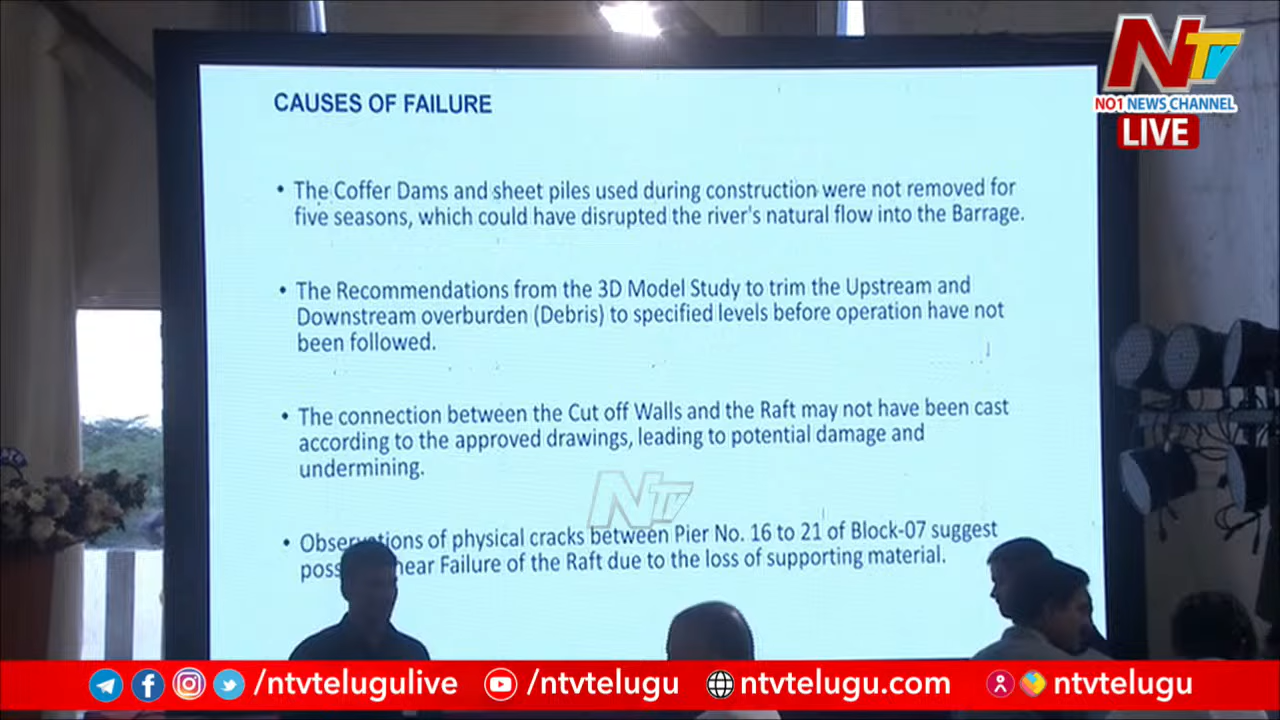 NTV
NO1 NEWS CHANNEL
LIVE
CAUSES OF FAILURE
• The Coffer Dams and sheet piles used during construction were not removed for
five seasons, which could have disrupted the river's natural flow into the Barrage.
• The Recommendations from the 3D Model Study to trim the Upstream and
Downstream overburden (Debris) to specified levels before operation have not
been followed.
• The connection between the Cut off Walls and the Raft may not have been cast
according to the approved drawings, leading to potential damage and
undermining.
NTV
• Observations of physical cracks between Pier No. 16 to 21 of Block-07 suggest
Failure of the Raft due to the loss of supporting material.
/ntvtelugulive
/ntvtelugu
ntvtelugu.com
ntvtelugu